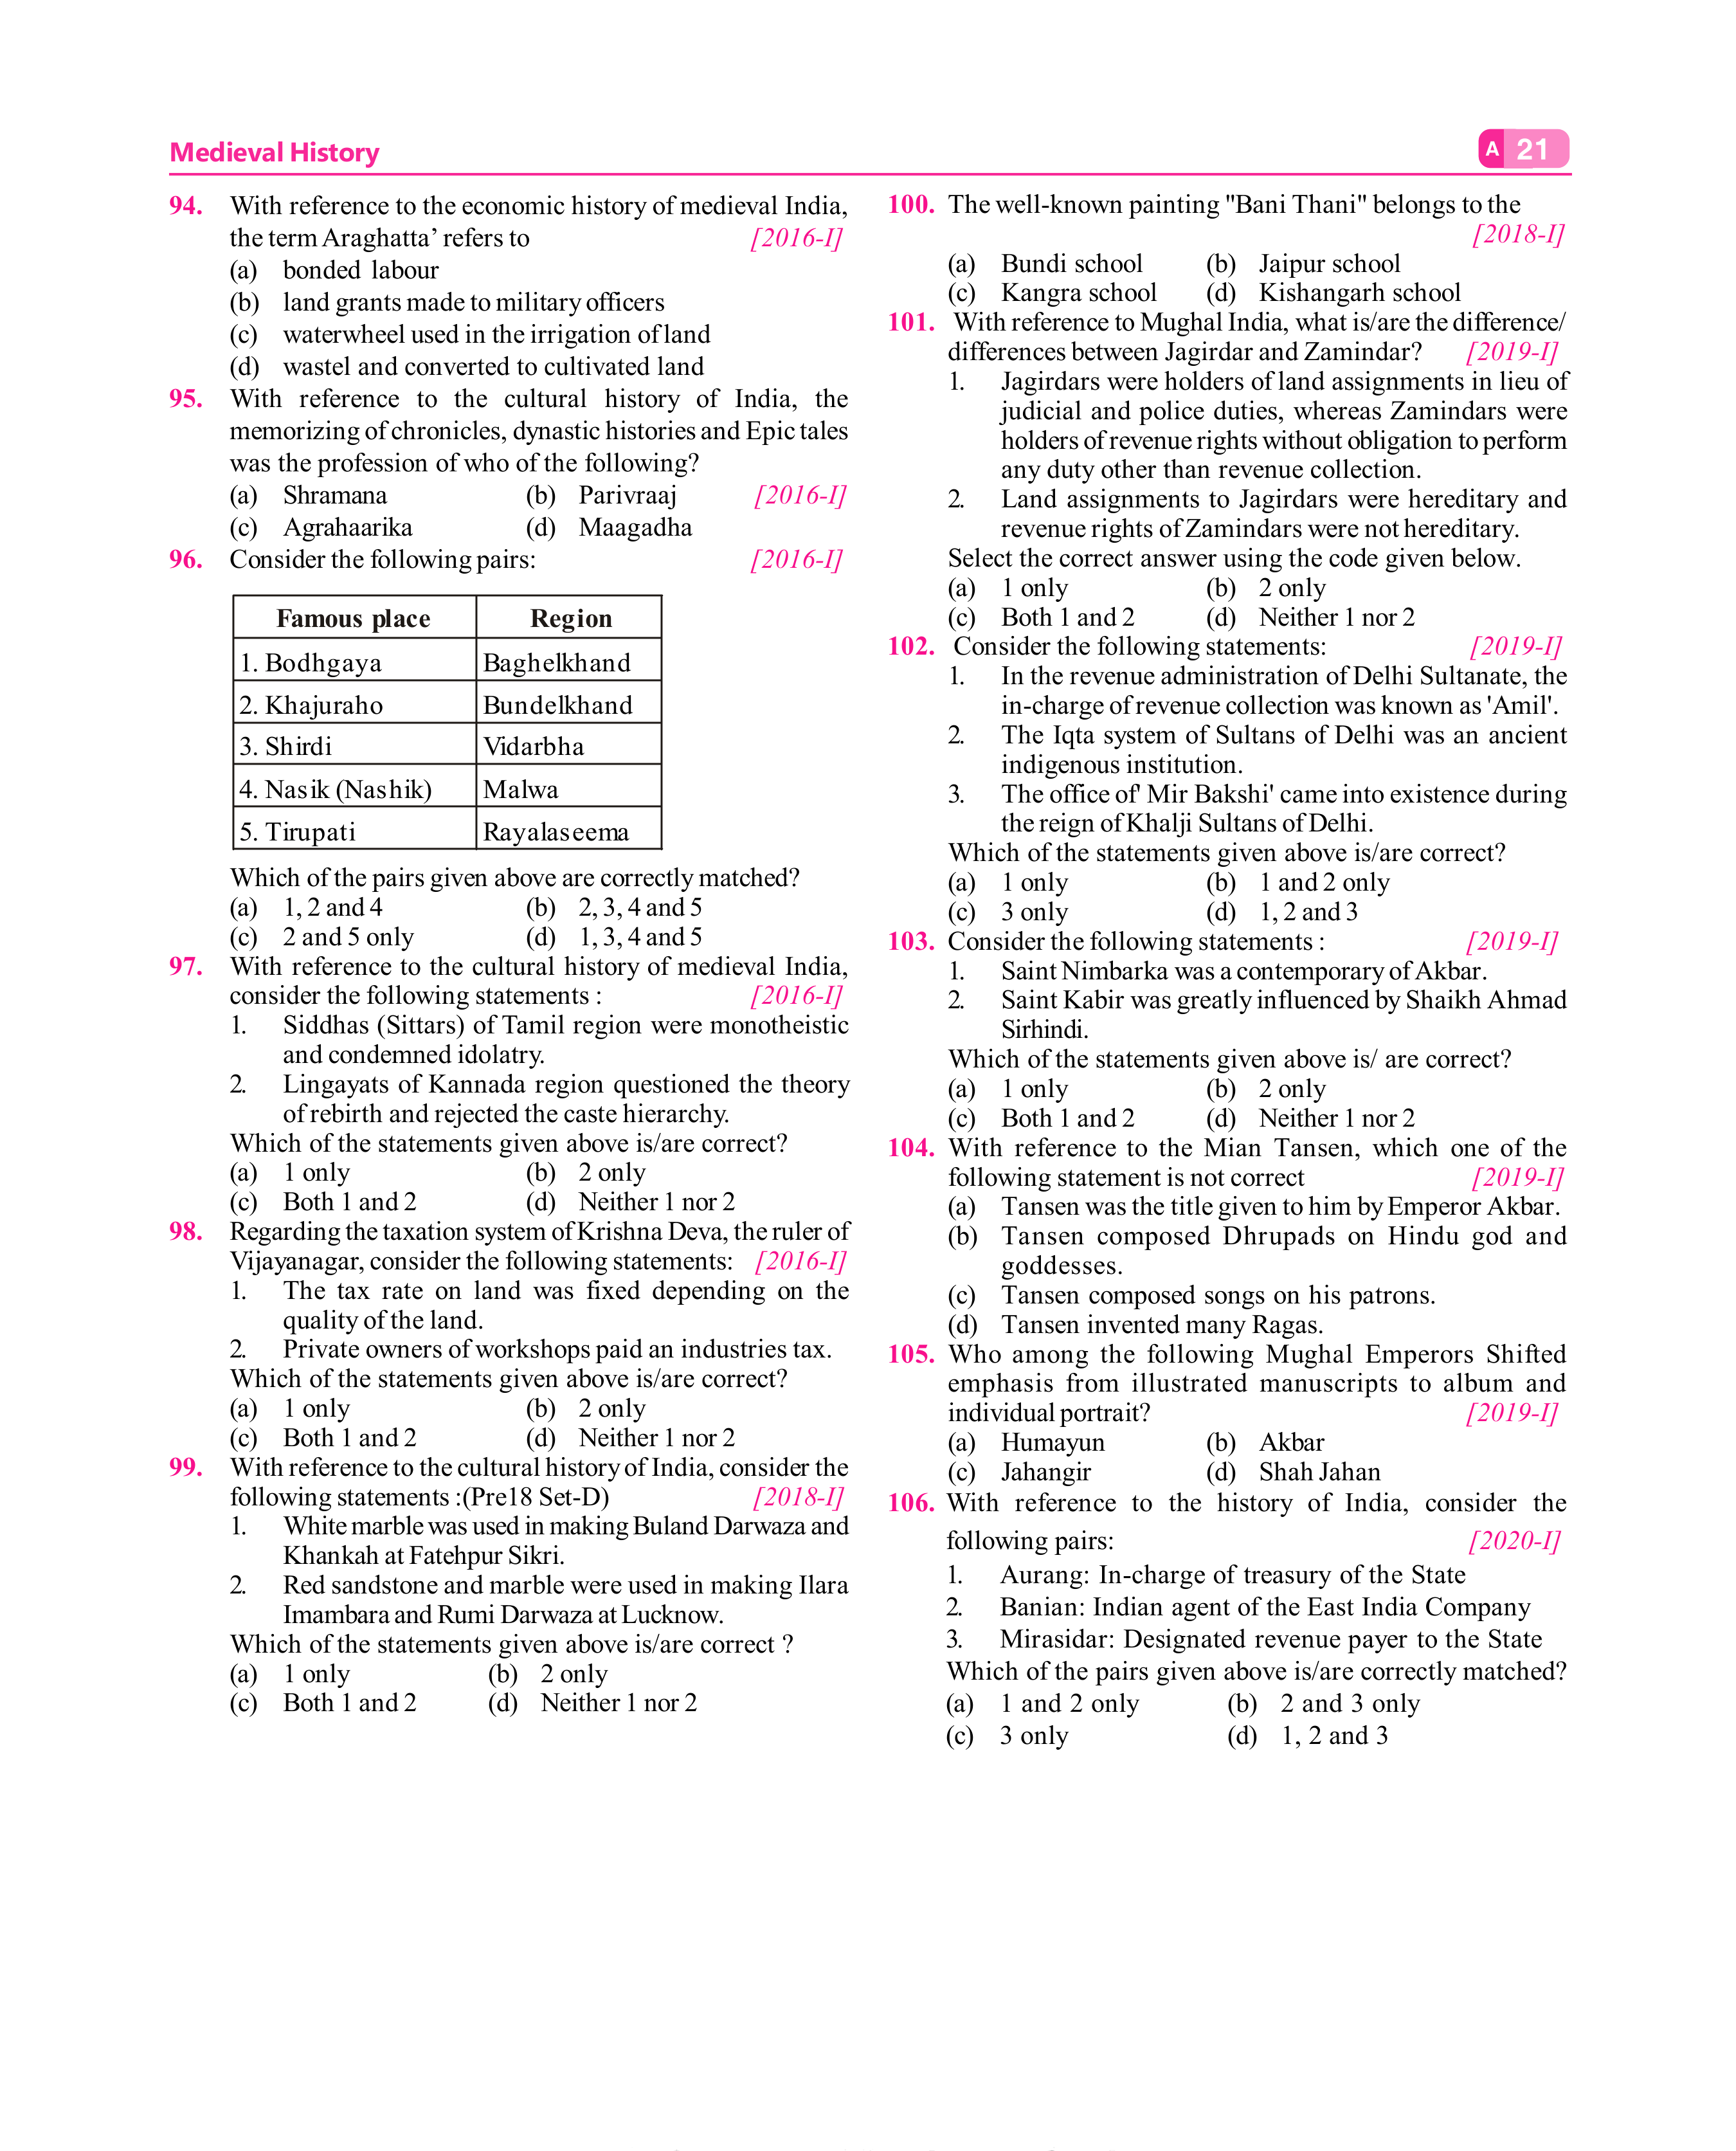 Medieval History
A 21
94. With reference to the economic history of medieval India,
the term Araghatta’ refers to [2016-I]
(a) bonded labour
(b) land grants made to military officers
(c) waterwheel used in the irrigation of land
(d) wastel and converted to cultivated land
95. With reference to the cultural history of India, the
memorizing of chronicles, dynastic histories and Epic tales
was the profession of who of the following?
(a) Shramana (b) Parivraaj [2016-I]
(c) Agrahaarika (d) Maagadha
96. Consider the following pairs: [2016-I]
Famous place Region
1. Bodhgaya Baghelkhand
2. Khajuraho Bundelkhand
3. Shirdi Vidarbha
4. Nasik (Nashik) Malwa
5. Tirupati Rayalaseema
Which of the pairs given above are correctly matched?
(a) 1, 2 and 4 (b) 2, 3, 4 and 5
(c) 2 and 5 only (d) 1, 3, 4 and 5
97. With reference to the cultural history of medieval India,
consider the following statements : [2016-I]
1. Siddhas (Sittars) of Tamil region were monotheistic
and condemned idolatry.
2. Lingayats of Kannada region questioned the theory
of rebirth and rejected the caste hierarchy.
Which of the statements given above is/are correct?
(a) 1 only (b) 2 only
(c) Both 1 and 2 (d) Neither 1 nor 2
98. Regarding the taxation system of Krishna Deva, the ruler of
Vijayanagar, consider the following statements: [2016-I]
1. The tax rate on land was fixed depending on the
quality of the land.
2. Private owners of workshops paid an industries tax.
Which of the statements given above is/are correct?
(a) 1 only (b) 2 only
(c) Both 1 and 2 (d) Neither 1 nor 2
99. With reference to the cultural history of India, consider the
following statements :(Pre18 Set-D) [2018-I]
1. White marble was used in making Buland Darwaza and
Khankah at Fatehpur Sikri.
2. Red sandstone and marble were used in making Ilara
Imambara and Rumi Darwaza at Lucknow.
Which of the statements given above is/are correct ?
(a) 1 only (b) 2 only
(c) Both 1 and 2 (d) Neither 1 nor 2
100. The well-known painting "Bani Thani" belongs to the
[2018-I]
(a) Bundi school (b) Jaipur school
(c) Kangra school (d) Kishangarh school
101. With reference to Mughal India, what is/are the difference/
differences between Jagirdar and Zamindar? [2019-I]
1. Jagirdars were holders of land assignments in lieu of
judicial and police duties, whereas Zamindars were
holders of revenue rights without obligation to perform
any duty other than revenue collection.
2. Land assignments to Jagirdars were hereditary and
revenue rights of Zamindars were not hereditary.
Select the correct answer using the code given below.
(a) 1 only (b) 2 only
(c) Both 1 and 2 (d) Neither 1 nor 2
102. Consider the following statements: [2019-I]
1. In the revenue administration of Delhi Sultanate, the
in-charge of revenue collection was known as 'Amil'.
2. The Iqta system of Sultans of Delhi was an ancient
indigenous institution.
3. The office of' Mir Bakshi' came into existence during
the reign of Khalji Sultans of Delhi.
Which of the statements given above is/are correct?
(a) 1 only (b) 1 and 2 only
(c) 3 only (d) 1, 2 and 3
103. Consider the following statements : [2019-I]
1. Saint Nimbarka was a contemporary of Akbar.
2. Saint Kabir was greatly influenced by Shaikh Ahmad
Sirhindi.
Which of the statements given above is/ are correct?
(a) 1 only (b) 2 only
(c) Both 1 and 2 (d) Neither 1 nor 2
104. With reference to the Mian Tansen, which one of the
following statement is not correct [2019-I]
(a) Tansen was the title given to him by Emperor Akbar.
(b) Tansen composed Dhrupads on Hindu god and
goddesses.
(c) Tansen composed songs on his patrons.
(d) Tansen invented many Ragas.
105. Who among the following Mughal Emperors Shifted
emphasis from illustrated manuscripts to album and
individual portrait? [2019-I]
(a) Humayun (b) Akbar
(c) Jahangir (d) Shah Jahan
106. With reference to the history of India, consider the
following pairs: [2020-I]
1. Aurang: In-charge of treasury of the State
2. Banian: Indian agent of the East India Company
3. Mirasidar: Designated revenue payer to the State
Which of the pairs given above is/are correctly matched?
(a) 1 and 2 only (b) 2 and 3 only
(c) 3 only (d) 1, 2 and 3